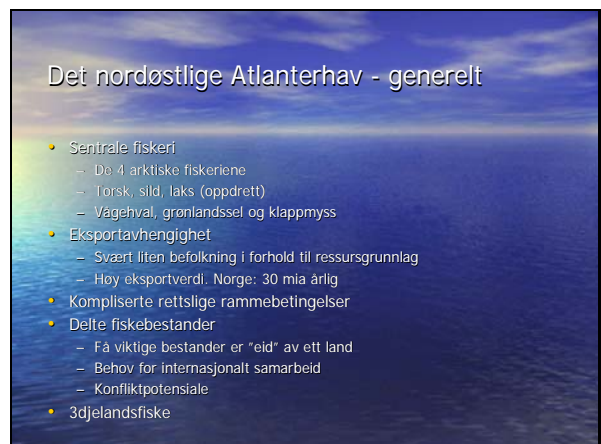 Det nordøstlige Atlanterhav - generelt
• Sentrale fiskeri
– De 4 arktiske fiskeriene
– Torsk, sild, laks (oppdrett)
– Vågehval, grønlandssel og klappmyss
• Eksportavhengighet
– Svært liten befolkning i forhold til ressursgrunnlag
– Høy eksportverdi. Norge: 30 mia årlig
• Kompliserte rettslige rammebetingelser
• Delte fiskebestander
– Få viktige bestander er "eid" av ett land
– Behov for internasjonalt samarbeid
– Konfliktpotensiale
• 3djelandsfiske